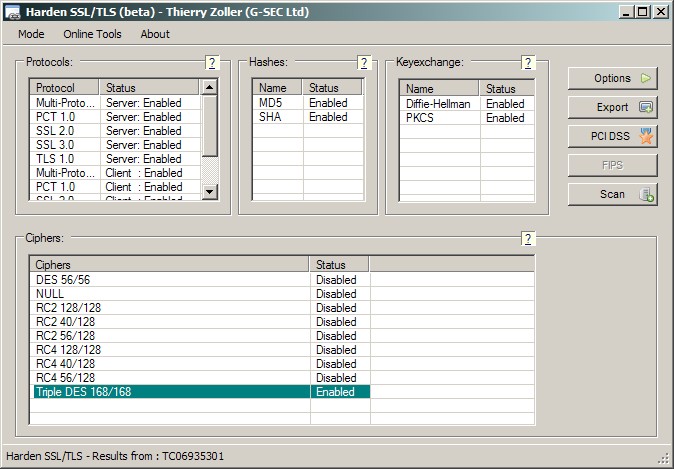 Harden SSL/TLS (beta) - Thierry Zoller (G-SEC Ltd)
Mode Online Tools About
Protocols: ?
Protocol Status
Multi-Proto... Server: Enabled
PCT 1.0 Server: Enabled
SSL 2.0 Server: Enabled
SSL 3.0 Server: Enabled
TLS 1.0 Server: Enabled
Multi-Proto... Client : Enabled
PCT 1.0 Client : Enabled
SSL 2.0 Client : Enabled
Hashes: ?
Name Status
MD5 Enabled
SHA Enabled
Keyexchange: ?
Name Status
Diffie-Hellman Enabled
PKCS Enabled
Options
Export
PCI DSS
FIPS
Scan
Ciphers: ?
Ciphers Status
DES 56/56 Disabled
NULL Disabled
RC2 128/128 Disabled
RC2 40/128 Disabled
RC2 56/128 Disabled
RC4 128/128 Disabled
RC4 40/128 Disabled
RC4 56/128 Disabled
Triple DES 168/168 Enabled
Harden SSL/TLS - Results from : TC06935301